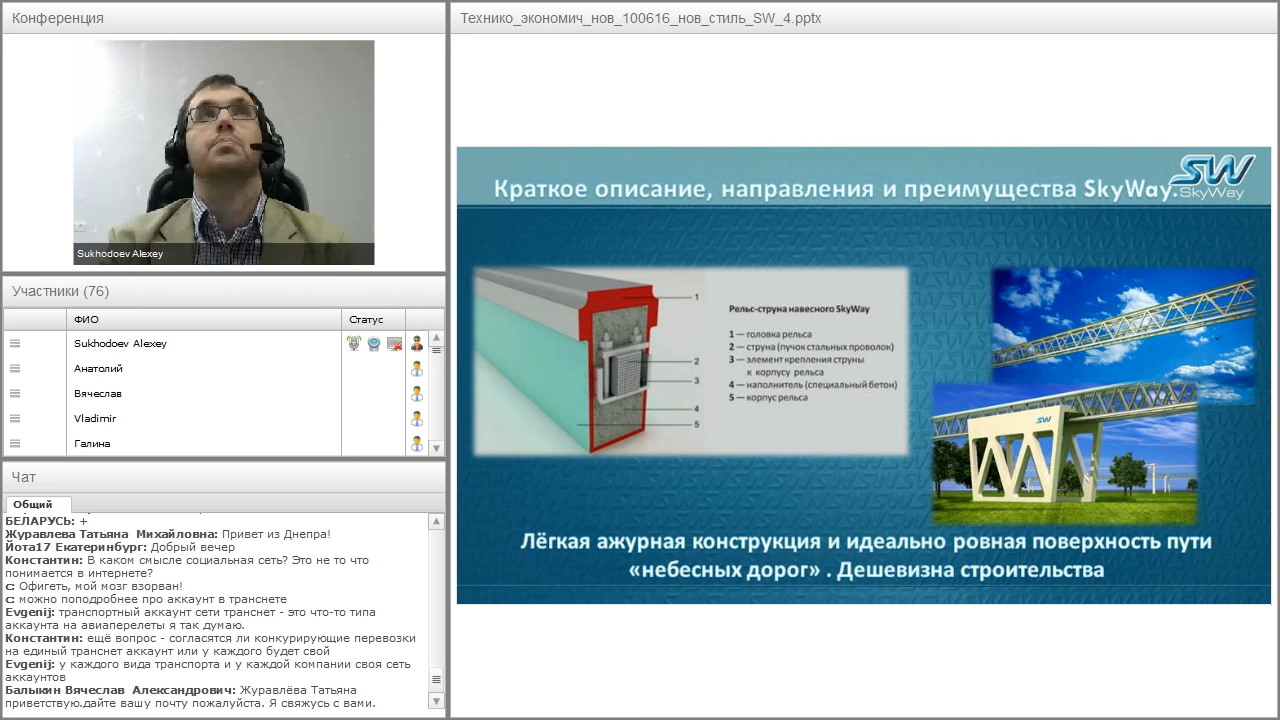 Конференция
Sukhodoev Alexey
Участники (76)
ФИО
Статус
Sukhodoev Alexey
Анатолий
Вячеслав
Vladimir
Галина
Чат
Общий
БЕЛАРУСЬ: +
Журавлева Татьяна Михайловна: Привет из Днепра!
Йота17 Екатеринбург: Добрый вечер
Константин: В каком смысле социальная сеть? Это не то что
понимается в интернете?
с: Офигеть, мой мозг взорван!
с: можно поподробнее про аккаунт в транснете
Evgenij: транспортный аккаунт сети транснет - это что-то типа
аккаунта на авиаперелеты я так думаю.
Константин: ещё вопрос - согласятся ли конкурирующие перевозки
на единый транснет аккаунт или у каждого будет свой
Evgenij: у каждого вида транспорта и у каждой компании своя сеть
аккаунтов
Балыкин Вячеслав Александрович: Журавлёва Татьяна
приветствую.дайте вашу почту пожалуйста. Я свяжусь с вами.
Технико_экономич_нов_100616_нов_стиль_SW_4.pptx
Краткое описание, направления и преимущества SkyWay.
SW
SkyWay
1
2
3
4
5
Рельс-струна навесного SkyWay
1 — головка рельса
2 — струна (пучок стальных проволок)
3 — элемент крепления струны
к корпусу рельса
4 — наполнитель (специальный бетон)
5 — корпус рельса
SW
Лёгкая ажурная конструкция и идеально ровная поверхность пути
«небесных дорог» . Дешевизна строительства